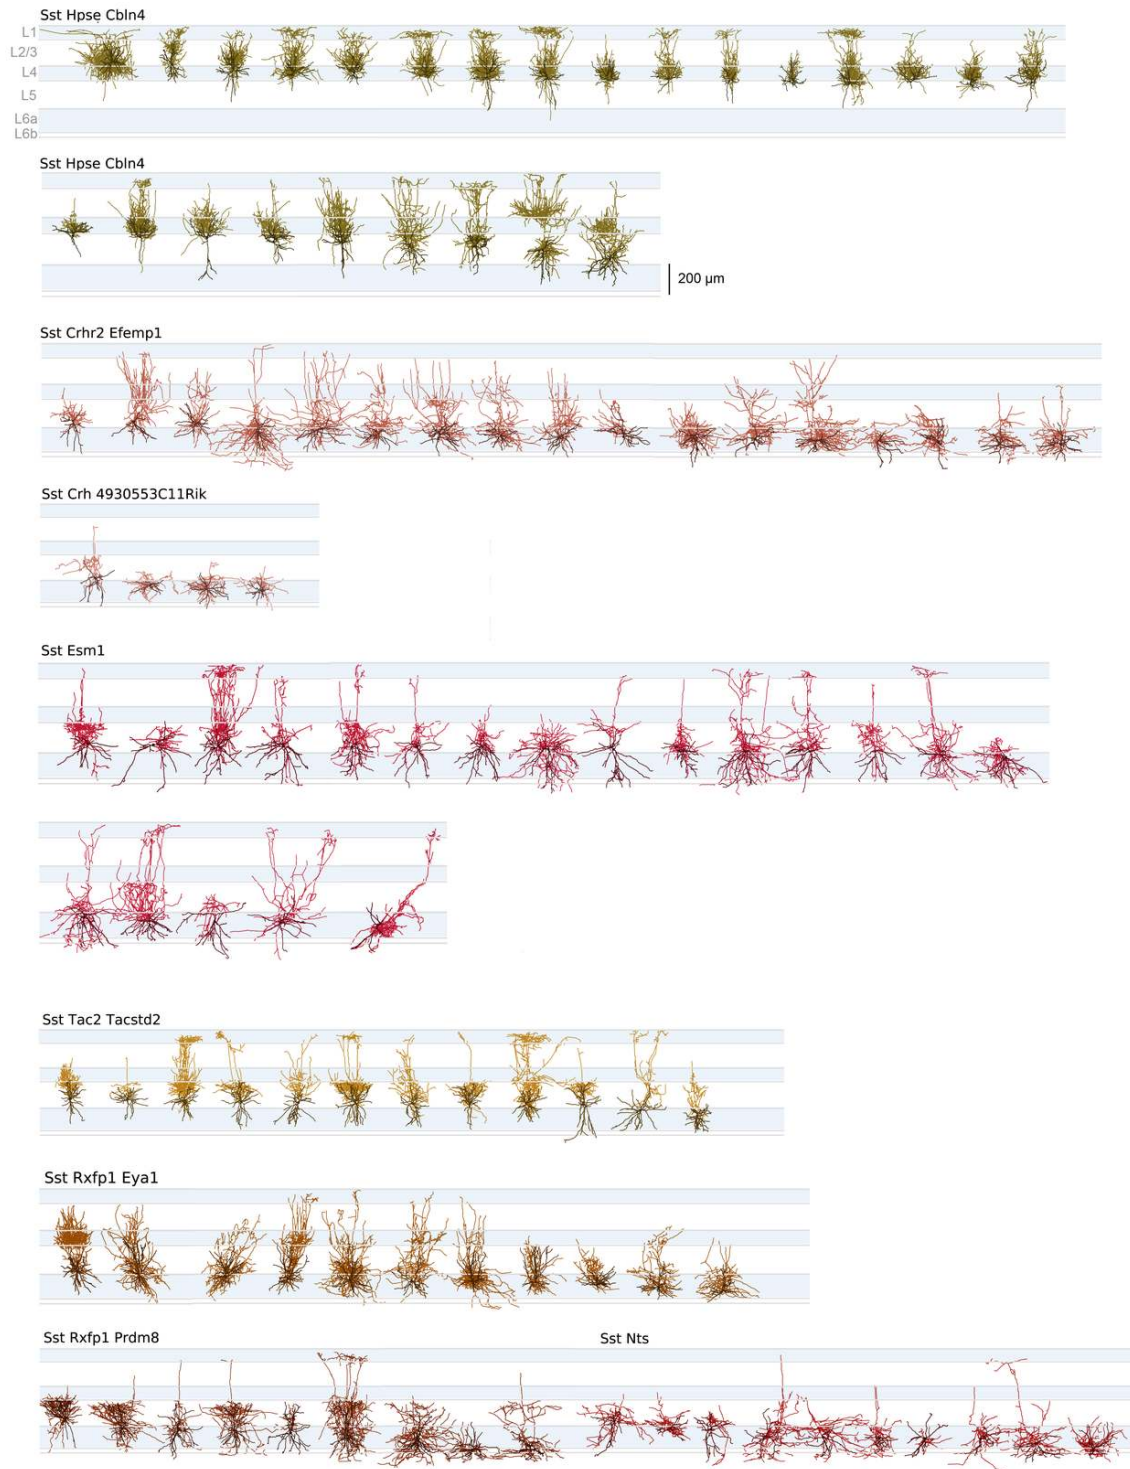 Sst Hpse Cbln4
L1
L2/3
L4
L5
L6a
L6b
Sst Hpse Cbln4
200 μm
Sst Crhr2 Efemp1
Sst Crh 4930553C11Rik
Sst Esm1
Sst Tac2 Tacstd2
Sst Rxfp1 Eya1
Sst Rxfp1 Prdm8
Sst Nts